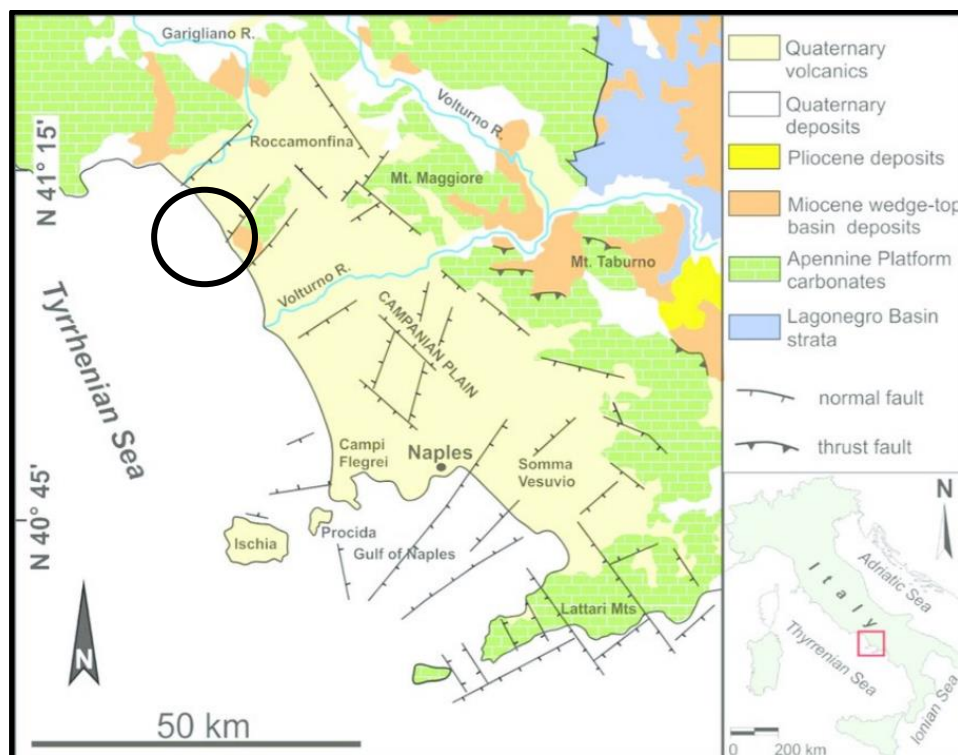 Garigliano R.
Volturno R.
Roccamonfina
Mt. Maggiore
Volturno R.
Mt. Taburno
CAMPANIAN PLAIN
Tyrrhenian Sea
Campi
Flegrei
Naples
Somma
Vesuvio
Ischia
Procida
Gulf of Naples
Lattari Mts
N 41° 15'
N 40° 45'
N
50 km
Quaternary
volcanics
Quaternary
deposits
Pliocene deposits
Miocene wedge-top
basin deposits
Apennine Platform
carbonates
Lagonegro Basin
strata
normal fault
thrust fault
N
Italy
Adriatic Sea
Thyrrenian Sea
Ionian Sea
0 200 km